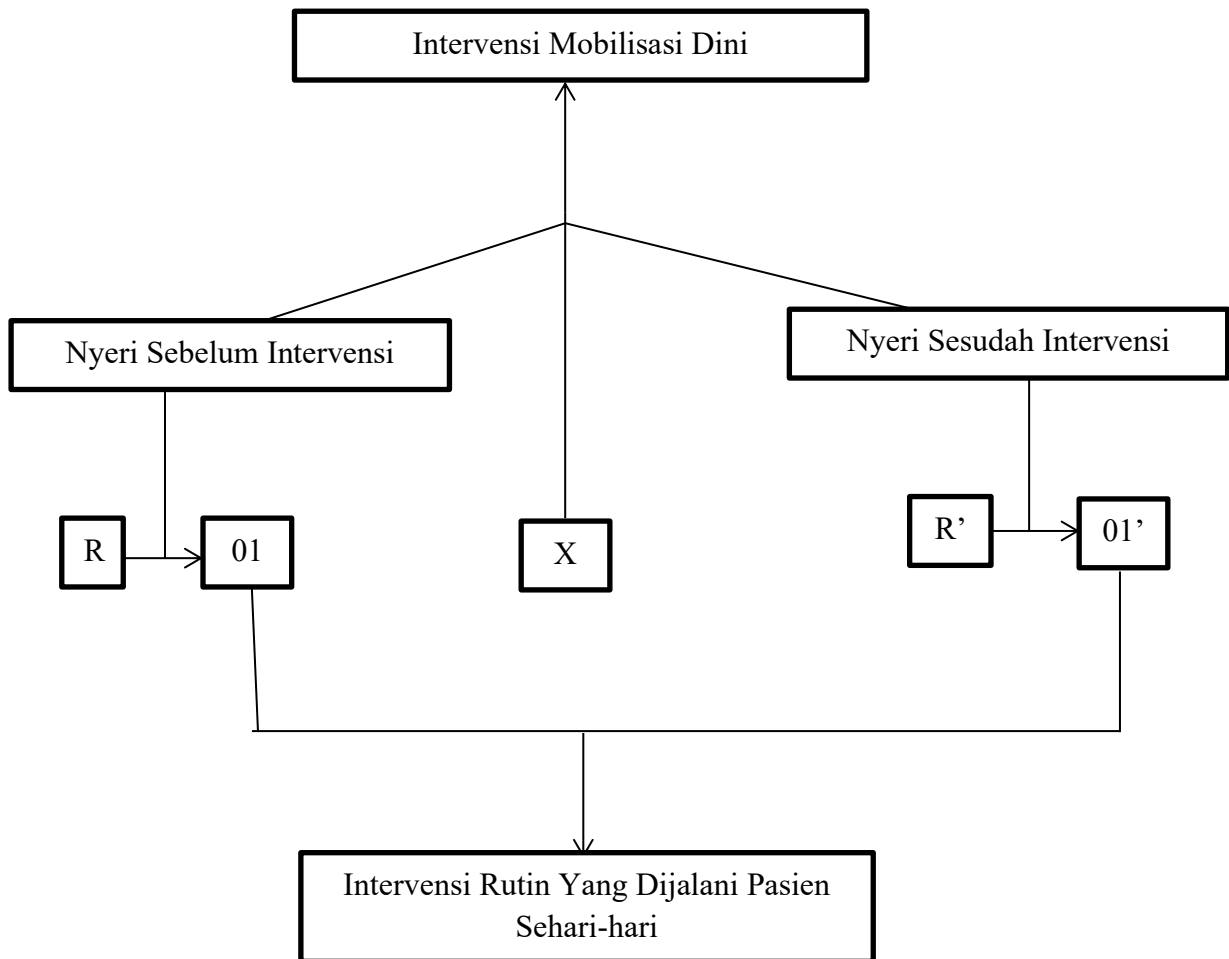 Intervensi Mobilisasi Dini
Nyeri Sebelum Intervensi
Nyeri Sesudah Intervensi
R
01
X
R’
01’
Intervensi Rutin Yang Dijalani Pasien
Sehari-hari